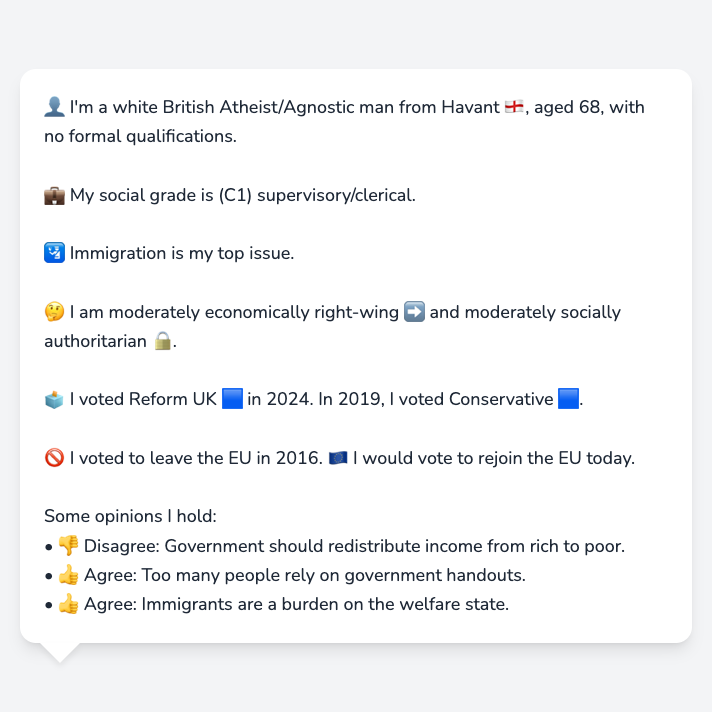 👤 I'm a white British Atheist/Agnostic man from Havant 🏴󠁧󠁢󠁥󠁮󠁧󠁿, aged 68, with
no formal qualifications.
💼 My social grade is (C1) supervisory/clerical.
🛂 Immigration is my top issue.
🤔 I am moderately economically right-wing ➡️ and moderately socially
authoritarian 🔒.
🗳️ I voted Reform UK 🟦 in 2024. In 2019, I voted Conservative 🟦.
🚫 I voted to leave the EU in 2016. 🇪🇺 I would vote to rejoin the EU today.
Some opinions I hold:
• 👎 Disagree: Government should redistribute income from rich to poor.
• 👍 Agree: Too many people rely on government handouts.
• 👍 Agree: Immigrants are a burden on the welfare state.